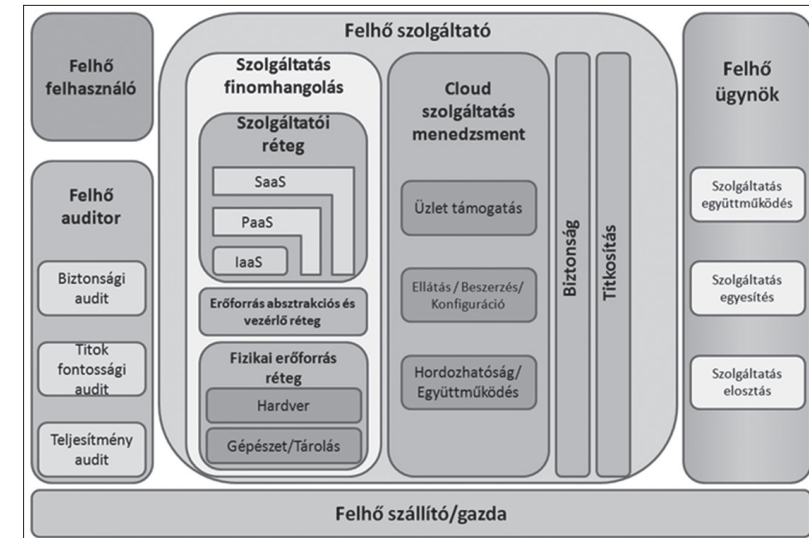 Felhő
felhasználó
Felhő
auditor
Biztonsági
audit
Titok
fontossági
audit
Teljesítmény
audit
Felhő szolgáltató
Szolgáltatás
finomhangolás
Szolgáltatói
réteg
SaaS
PaaS
IaaS
Erőforrás absztrakciós és
vezérlő réteg
Fizikai erőforrás
réteg
Hardver
Gépészet/Tárolás
Cloud
szolgáltatás
menedzsment
Üzlet támogatás
Ellátás / Beszerzés/
Konfiguráció
Hordozhatóság/
Együttműködés
Biztonság
Titkosítás
Felhő
ügynök
Szolgáltatás
együttműködés
Szolgáltatás
egyesítés
Szolgáltatás
elosztás
Felhő szállító/gazda